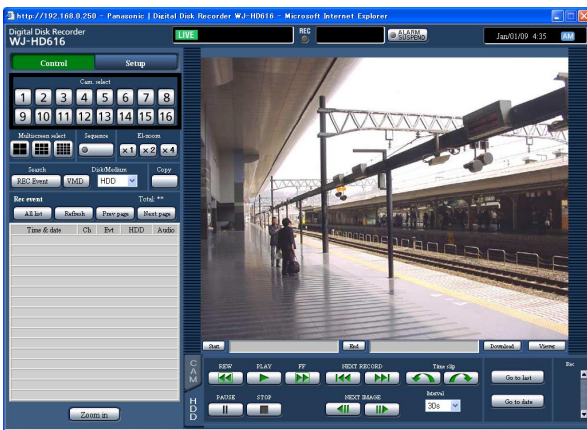 http://192.168.0.250 - Panasonic | Digital Disk Recorder WJ-HD616 - Microsoft Internet Explorer
Digital Disk Recorder
WJ-HD616
LIVE
REC
ALARM SUSPEND
Jan/01/09 4:35 AM
Control Setup
Cam. select
1 2 3 4 5 6 7 8
9 10 11 12 13 14 15 16
Multiscreen select Sequence El-zoom
x1 x2 x4
Search Disk/Medium Copy
REC Event VMD HDD
Rec event Total: **
All list Refresh Prev page Next page
Time & date Ch Evt HDD Audio
Zoom in
Start End Download Viewer
CAM
HDD
REW PLAY FF NEXT RECORD Time slip
Go to last
Rec
PAUSE STOP NEXT IMAGE Interval
30s
Go to date